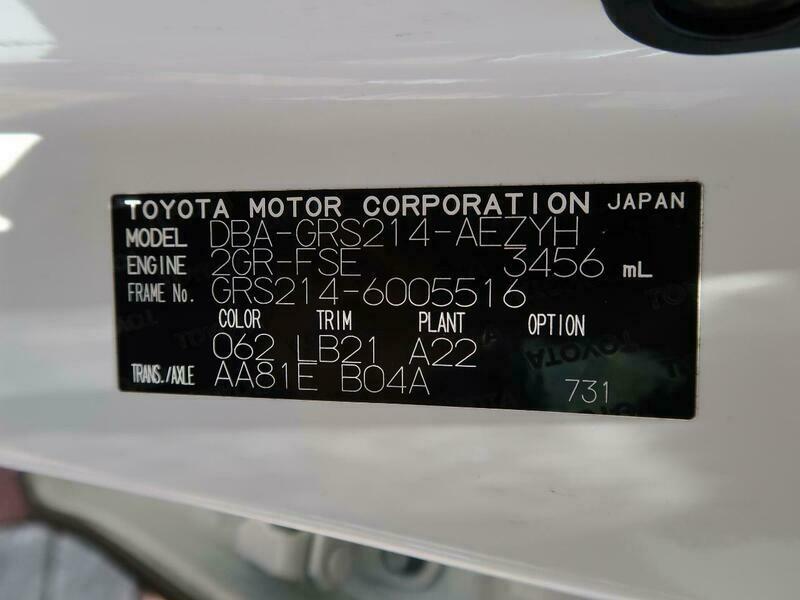 TOYOTA MOTOR CORPORATION JAPAN
MODEL DBA-GRS214-AEZYH
ENGINE 2GR-FSE 3456 mL
FRAME No. GRS214-6005516
COLOR TRIM PLANT OPTION
062 LB21 A22
TRANS./AXLE AA81E B04A 731
TOYOTA